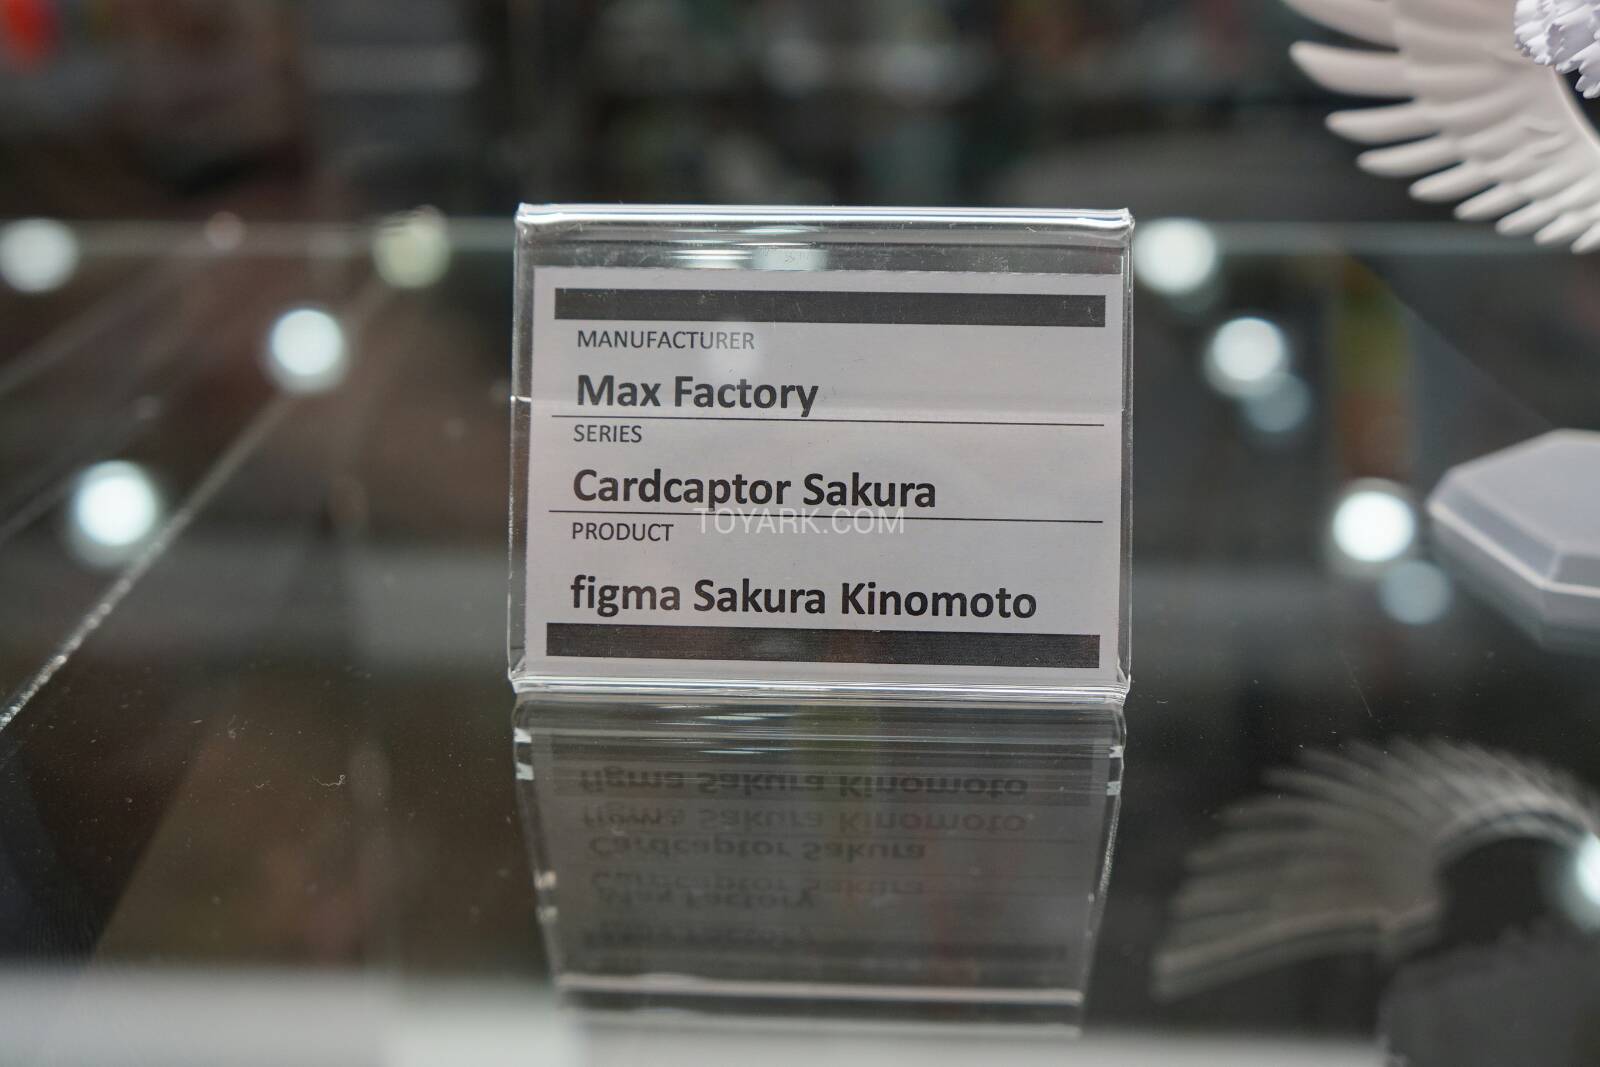 MANUFACTURER
Max Factory
SERIES
Cardcaptor Sakura
TOYARK.COM
PRODUCT
figma Sakura Kinomoto